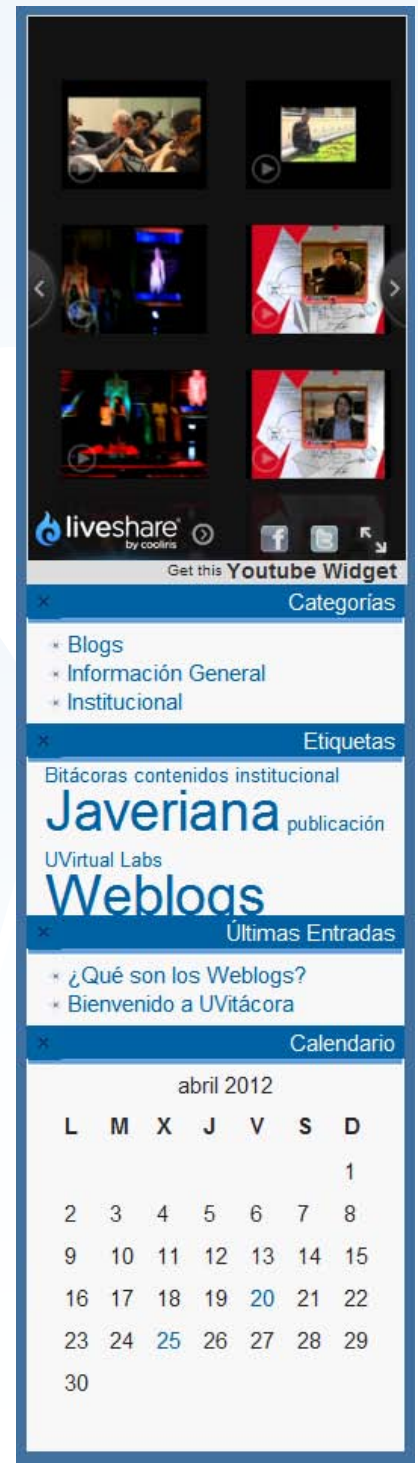 liveshare
by cooliris
Get this Youtube Widget
Categorías
Blogs
Información General
Institucional
Etiquetas
Bitácoras contenidos institucional
Javeriana publicación
UVirtual Labs
Weblogs
Últimas Entradas
¿Qué son los Weblogs?
Bienvenido a UVitácora
Calendario
abril 2012
L M X J V S D
1
2 3 4 5 6 7 8
9 10 11 12 13 14 15
16 17 18 19 20 21 22
23 24 25 26 27 28 29
30